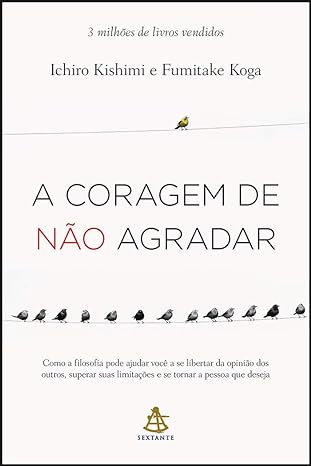 3 milhões de livros vendidos
Ichiro Kishimi e Fumitake Koga
A CORAGEM DE
NÃO AGRADAR
Como a filosofia pode ajudar você a se libertar da opinião dos
outros, superar suas limitações e se tornar a pessoa que deseja
SEXTANTE